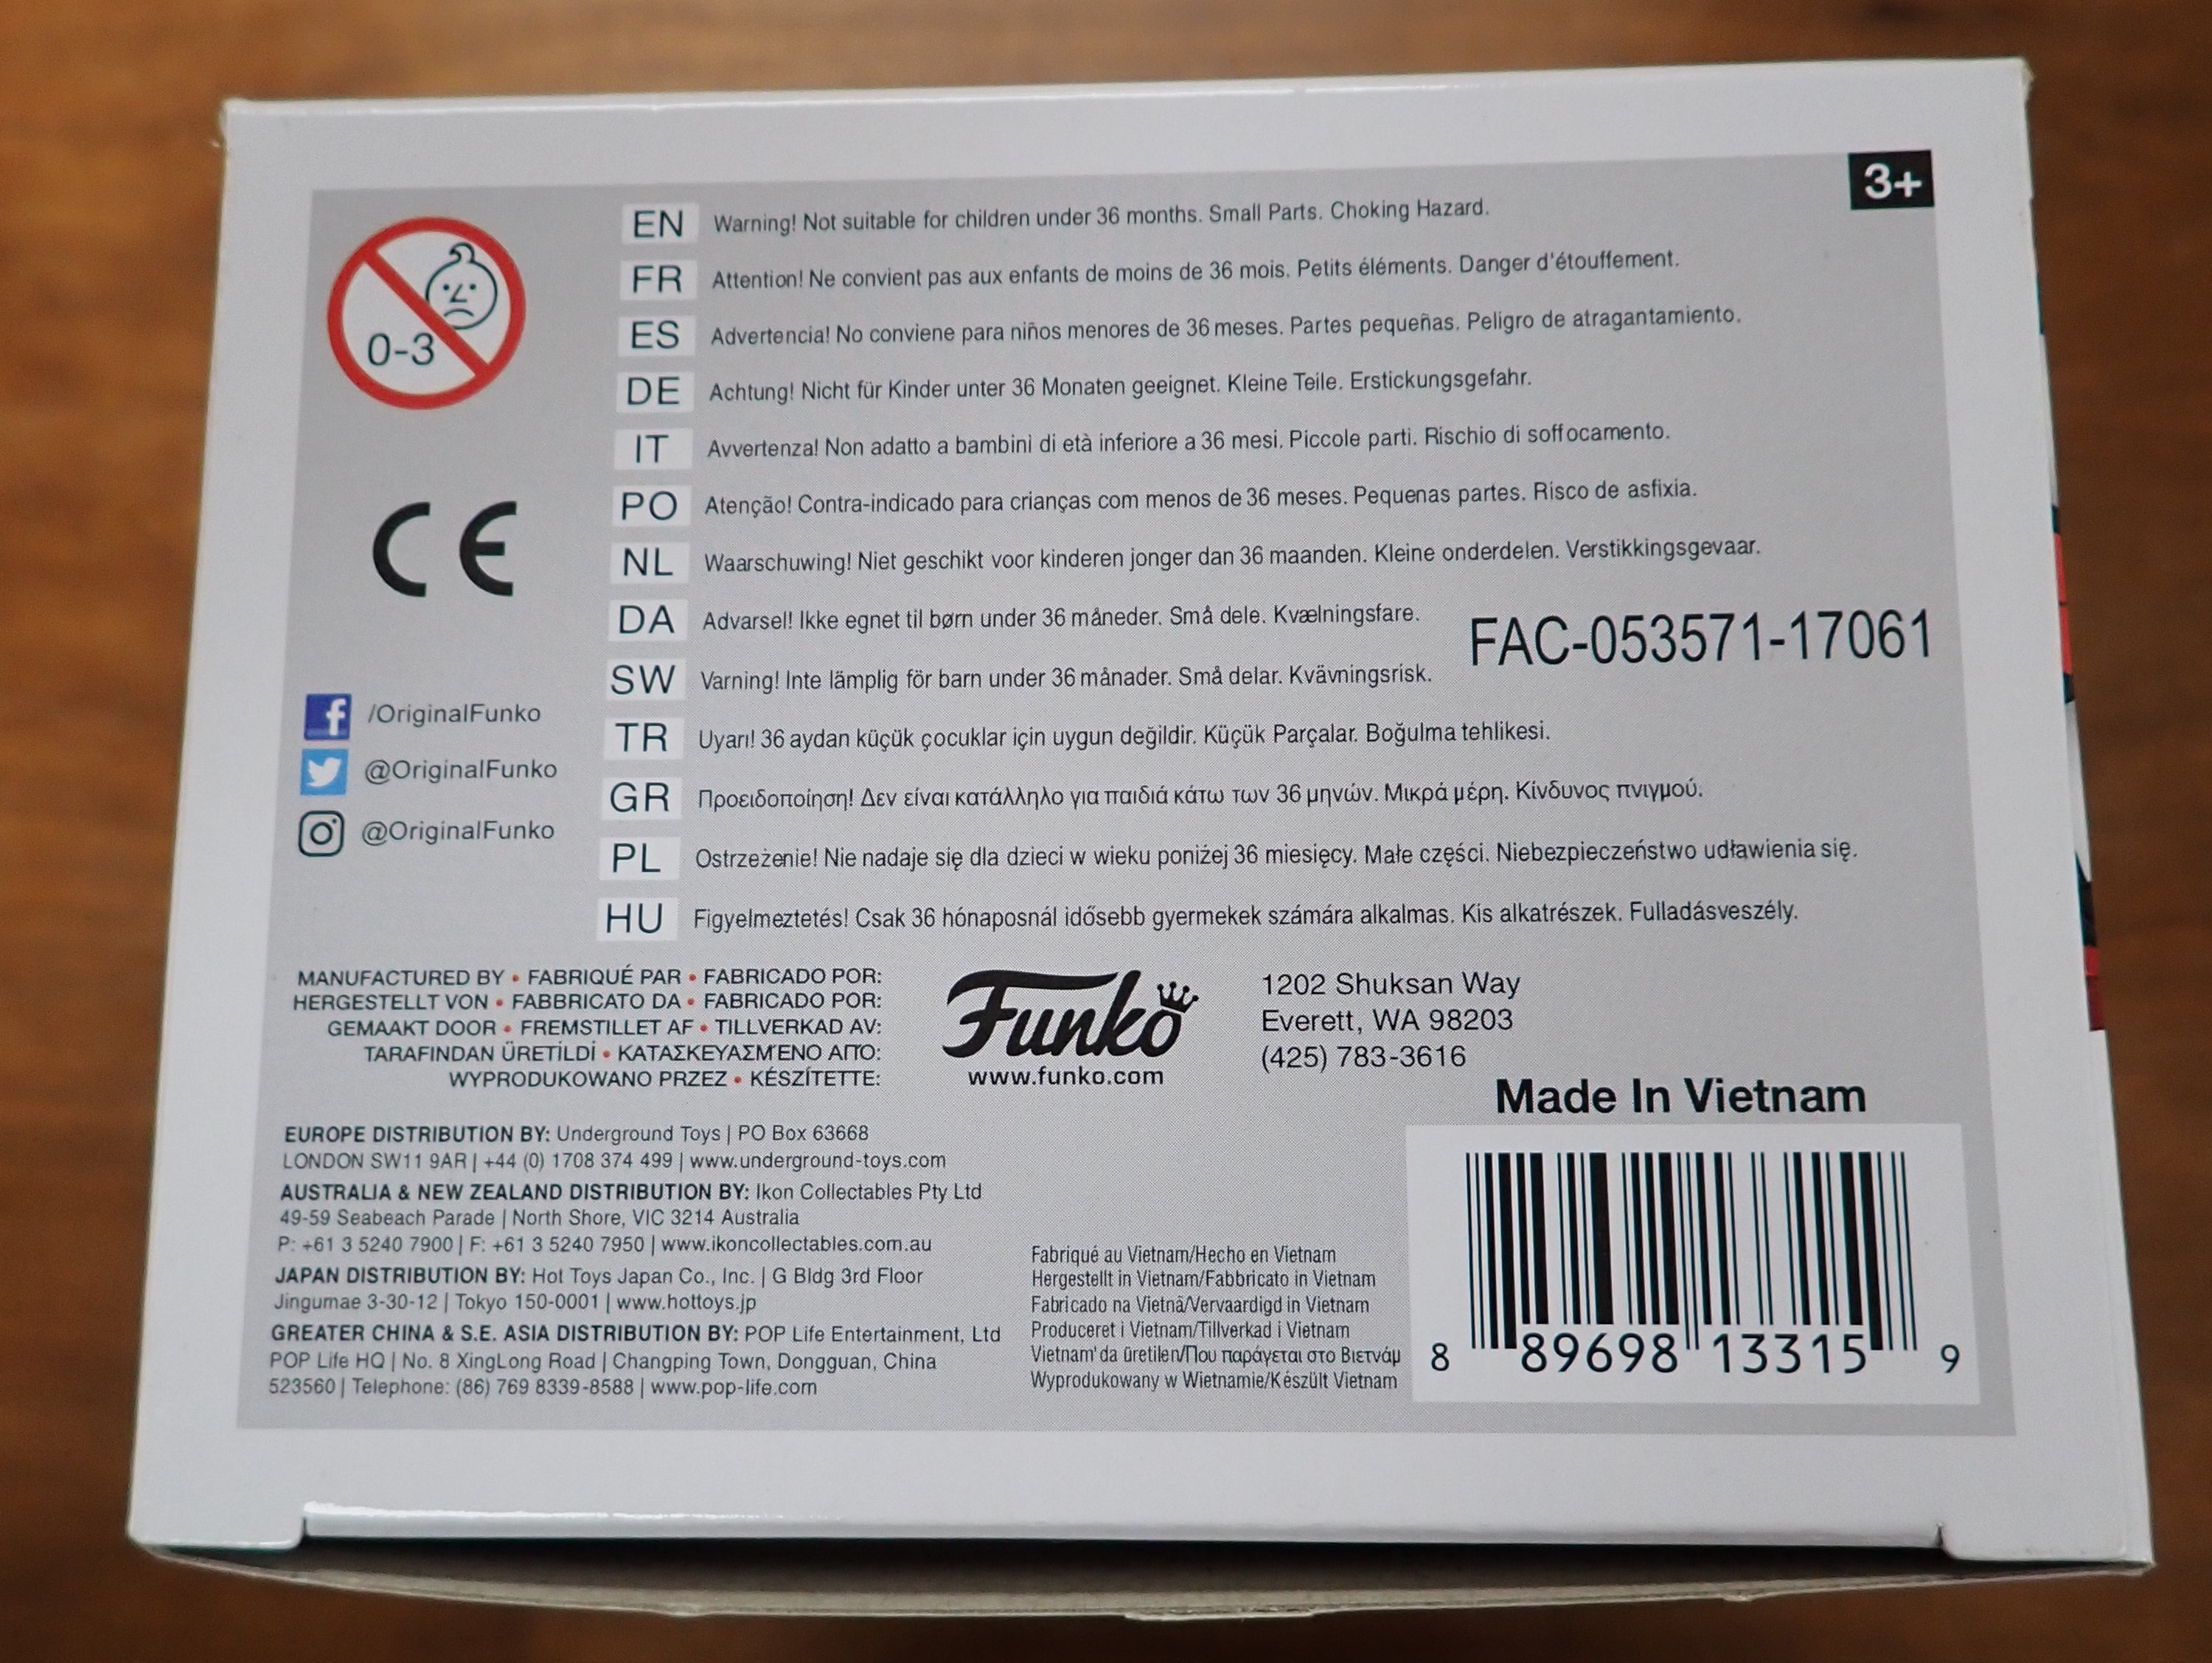 3+
0-3
EN Warning! Not suitable for children under 36 months. Small Parts. Choking Hazard.
FR Attention! Ne convient pas aux enfants de moins de 36 mois. Petits éléments. Danger d'étouffement.
ES Advertencia! No conviene para niños menores de 36 meses. Partes pequeñas. Peligro de atragantamiento.
DE Achtung! Nicht für Kinder unter 36 Monaten geeignet. Kleine Teile. Erstickungsgefahr.
IT Avvertenza! Non adatto a bambini di età inferiore a 36 mesi. Piccole parti. Rischio di soffocamento.
PO Atenção! Contra-indicado para crianças com menos de 36 meses. Pequenas partes. Risco de asfixia.
NL Waarschuwing! Niet geschikt voor kinderen jonger dan 36 maanden. Kleine onderdelen. Verstikkingsgevaar.
DA Advarsel! Ikke egnet til børn under 36 måneder. Små dele. Kvælningsfare.
SW Varning! Inte lämplig för barn under 36 månader. Små delar. Kvävningsrisk.
TR Uyarı! 36 aydan küçük çocuklar için uygun değildir. Küçük Parçalar. Boğulma tehlikesi.
GR Προειδοποίηση! Δεν είναι κατάλληλο για παιδιά κάτω των 36 μηνών. Μικρά μέρη. Κίνδυνος πνιγμού.
PL Ostrzeżenie! Nie nadaje się dla dzieci w wieku poniżej 36 miesięcy. Małe części. Niebezpieczeństwo udławienia się.
HU Figyelmeztetés! Csak 36 hónaposnál idősebb gyermekek számára alkalmas. Kis alkatrészek. Fulladásveszély.
FAC-053571-17061
CE
f /OriginalFunko
@OriginalFunko
@OriginalFunko
MANUFACTURED BY • FABRIQUÉ PAR • FABRICADO POR:
HERGESTELLT VON • FABBRICATO DA • FABRICADO POR:
GEMAAKT DOOR • FREMSTILLET AF • TILLVERKAD AV:
TARAFINDAN ÜRETİLDİ • ΚΑΤΑΣΚΕΥΑΣΜΈΝΟ ΑΠΌ:
WYPRODUKOWANO PRZEZ • KÉSZÍTETTE:
Funko
www.funko.com
1202 Shuksan Way
Everett, WA 98203
(425) 783-3616
EUROPE DISTRIBUTION BY: Underground Toys | PO Box 63668
LONDON SW11 9AR | +44 (0) 1708 374 499 | www.underground-toys.com
AUSTRALIA & NEW ZEALAND DISTRIBUTION BY: Ikon Collectables Pty Ltd
49-59 Seabeach Parade | North Shore, VIC 3214 Australia
P: +61 3 5240 7900 | F: +61 3 5240 7950 | www.ikoncollectables.com.au
JAPAN DISTRIBUTION BY: Hot Toys Japan Co., Inc. | G Bldg 3rd Floor
Jingumae 3-30-12 | Tokyo 150-0001 | www.hottoys.jp
GREATER CHINA & S.E. ASIA DISTRIBUTION BY: POP Life Entertainment, Ltd
POP Life HQ | No. 8 XingLong Road | Changping Town, Dongguan, China
523560 | Telephone: (86) 769 8339-8588 | www.pop-life.com
Fabriqué au Vietnam/Hecho en Vietnam
Hergestellt in Vietnam/Fabbricato in Vietnam
Fabricado na Vietnã/Vervaardigd in Vietnam
Produceret i Vietnam/Tillverkad i Vietnam
Vietnam'da üretilen/Που παράγεται στο Βιετνάμ
Wyprodukowany w Wietnamie/Készült Vietnam
Made In Vietnam
8 89698 13315 9